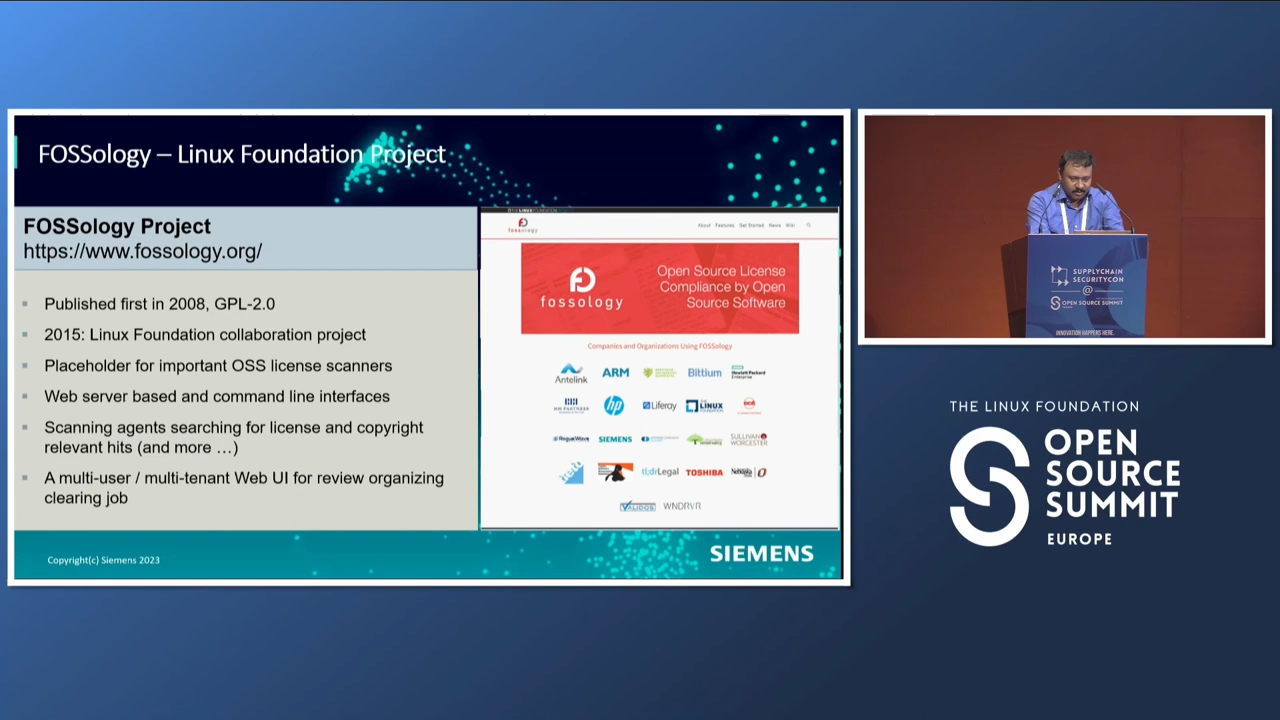 FOSSology – Linux Foundation Project
FOSSology Project
https://www.fossology.org/
Published first in 2008, GPL-2.0
2015: Linux Foundation collaboration project
Placeholder for important OSS license scanners
Web server based and command line interfaces
Scanning agents searching for license and copyright
relevant hits (and more …)
A multi-user / multi-tenant Web UI for review organizing
clearing job
fossology
About Features Get Started News Wiki
fossology
Open Source License
Compliance by Open
Source Software
Companies and Organizations Using FOSSology
Antelink ARM Bittium Hewlett Packard
Enterprise
hp Liferay THE LINUX FOUNDATION
RogueWave SIEMENS SULLIVAN
WORCESTER
tl;drLegal TOSHIBA Nebraska
VALIDOS WNDRVR
Copyright(c) Siemens 2023
SIEMENS
SUPPLYCHAIN
SECURITYCON
@
OPEN SOURCE SUMMIT
INNOVATION HAPPENS HERE.
THE LINUX FOUNDATION
OPEN
SOURCE
SUMMIT
EUROPE